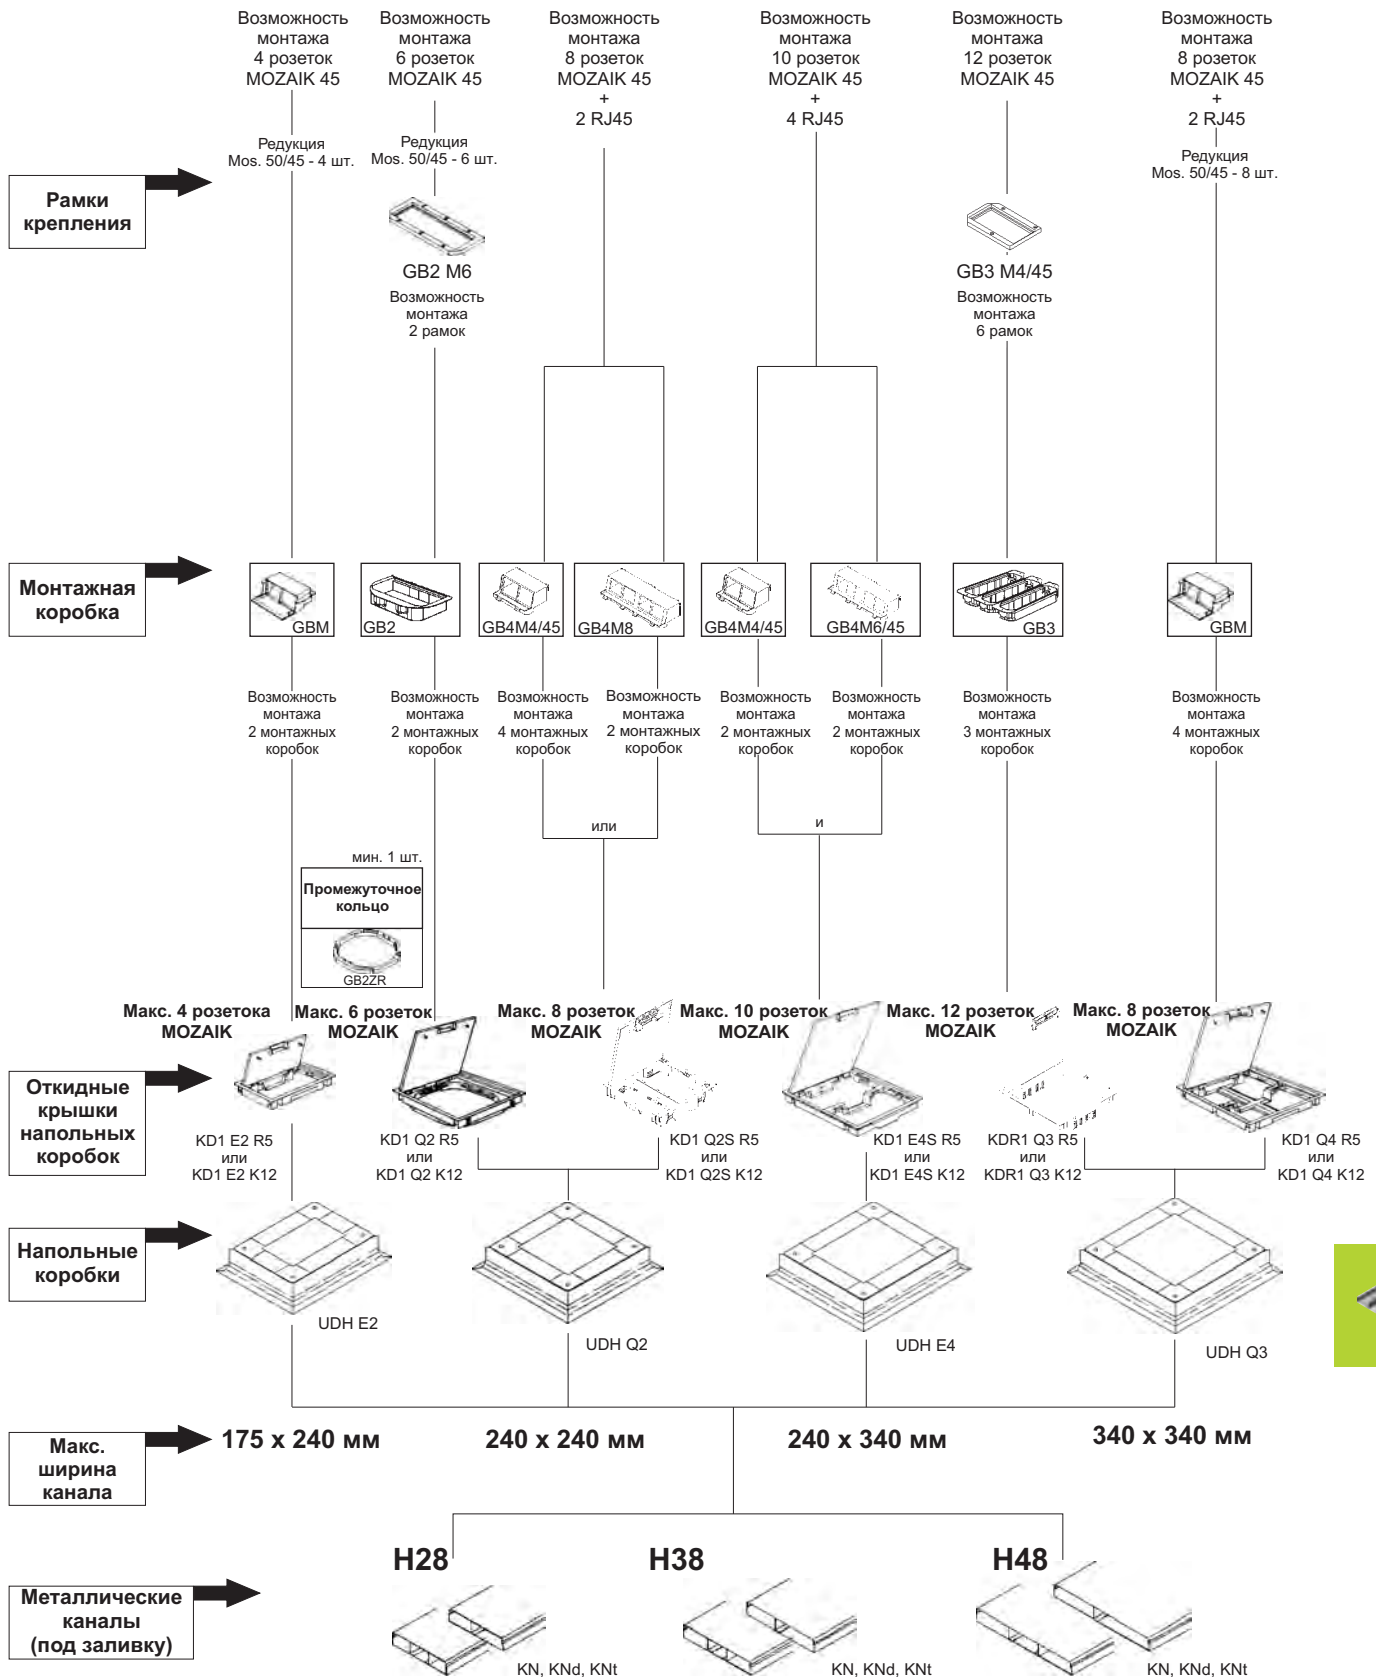 Возможность
монтажа
4 розеток
MOZAIK 45
Возможность
монтажа
6 розеток
MOZAIK 45
Возможность
монтажа
8 розеток
MOZAIK 45
+
2 RJ45
Возможность
монтажа
10 розеток
MOZAIK 45
+
4 RJ45
Возможность
монтажа
12 розеток
MOZAIK 45
Возможность
монтажа
8 розеток
MOZAIK 45
+
2 RJ45
Редукция
Mos. 50/45 - 4 шт.
Редукция
Mos. 50/45 - 6 шт.
Редукция
Mos. 50/45 - 8 шт.
Рамки
крепления
GB2 M6
Возможность
монтажа
2 рамок
GB3 M4/45
Возможность
монтажа
6 рамок
Монтажная
коробка
GBM
GB2
GB4M4/45
GB4M8
GB4M4/45
GB4M6/45
GB3
GBM
Возможность
монтажа
2 монтажных
коробок
Возможность
монтажа
2 монтажных
коробок
Возможность
монтажа
4 монтажных
коробок
Возможность
монтажа
2 монтажных
коробок
Возможность
монтажа
2 монтажных
коробок
Возможность
монтажа
2 монтажных
коробок
Возможность
монтажа
3 монтажных
коробок
Возможность
монтажа
4 монтажных
коробок
или
и
мин. 1 шт.
Промежуточное
кольцо
GB2ZR
Макс. 4 розетока
MOZAIK
Макс. 6 розеток
MOZAIK
Макс. 8 розеток
MOZAIK
Макс. 10 розеток
MOZAIK
Макс. 12 розеток
MOZAIK
Макс. 8 розеток
MOZAIK
Откидные
крышки
напольных
коробок
KD1 E2 R5
или
KD1 E2 K12
KD1 Q2 R5
или
KD1 Q2 K12
KD1 Q2S R5
или
KD1 Q2S K12
KD1 E4S R5
или
KD1 E4S K12
KDR1 Q3 R5
или
KDR1 Q3 K12
KD1 Q4 R5
или
KD1 Q4 K12
Напольные
коробки
UDH E2
UDH Q2
UDH E4
UDH Q3
Макс.
ширина
канала
175 x 240 мм
240 x 240 мм
240 x 340 мм
340 x 340 мм
H28
H38
H48
Металлические
каналы
(под заливку)
KN, KNd, KNt
KN, KNd, KNt
KN, KNd, KNt